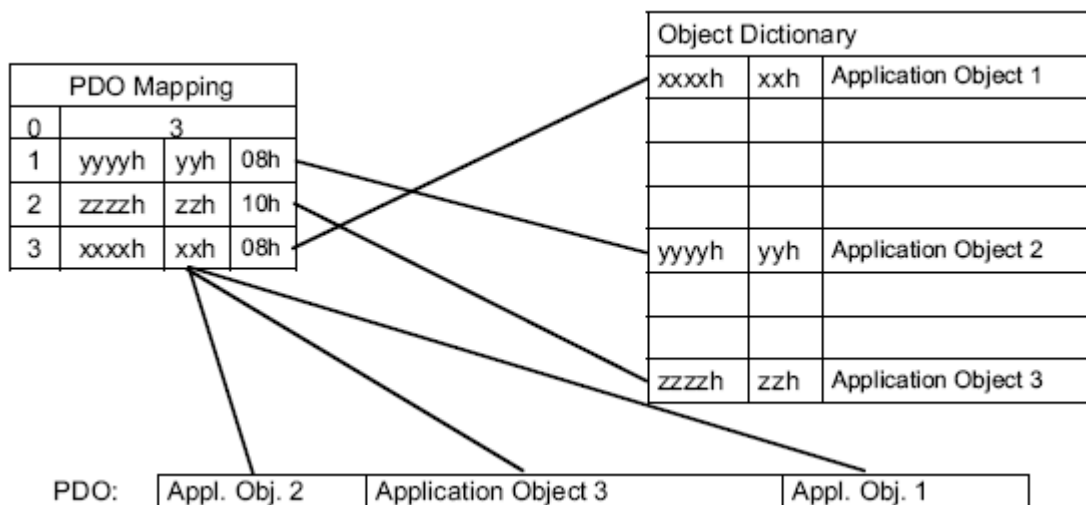 Object Dictionary
xxxxh xxh Application Object 1
PDO Mapping
0 3
1 yyyyh yyh 08h
2 zzzzh zzh 10h
3 xxxxh xxh 08h
yyyyh yyh Application Object 2
zzzzh zzh Application Object 3
PDO: Appl. Obj. 2 Application Object 3 Appl. Obj. 1